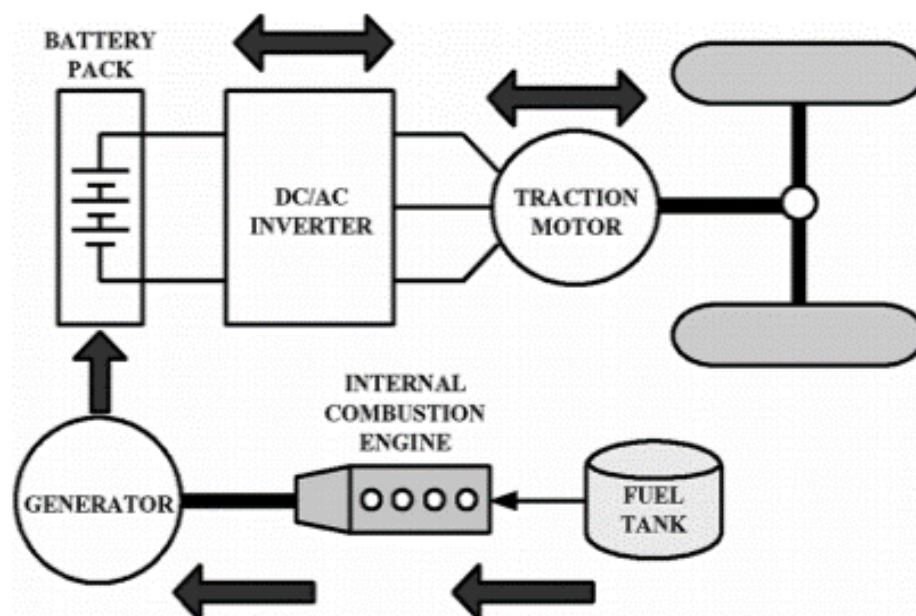 BATTERY
PACK
DC/AC
INVERTER
TRACTION
MOTOR
INTERNAL
COMBUSTION
ENGINE
GENERATOR
FUEL
TANK